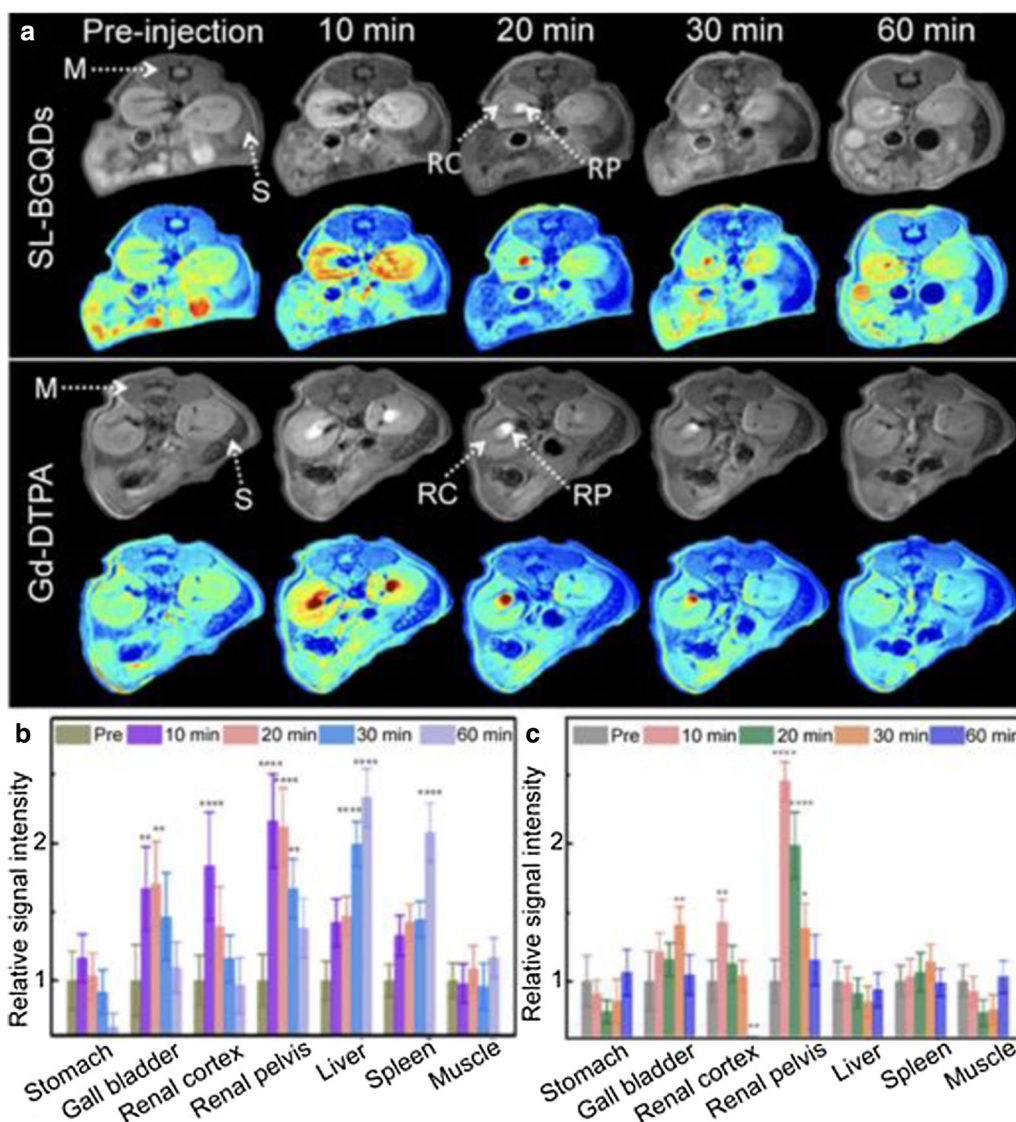 a
Pre-injection 10 min 20 min 30 min 60 min
SL-BGQDs
M
S
RC
RP
Gd-DTPA
M
S
RC
RP
b
Pre 10 min 20 min 30 min 60 min
Relative signal intensity
2
1
** ** **** **** **** ** **** **** ****
Stomach
Gall bladder
Renal cortex
Renal pelvis
Liver
Spleen
Muscle
c
Pre 10 min 20 min 30 min 60 min
Relative signal intensity
2
1
** ** ** **** **** *
Stomach
Gall bladder
Renal cortex
Renal pelvis
Liver
Spleen
Muscle